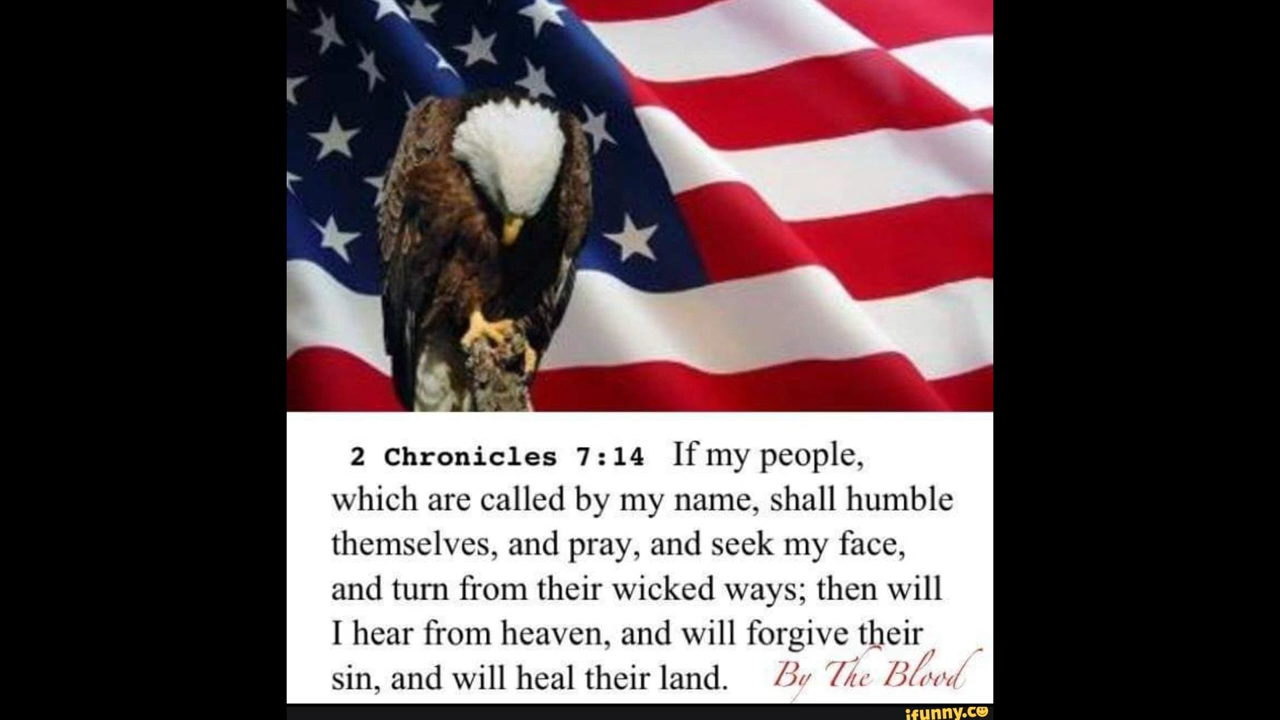 2 Chronicles 7:14 If my people,
which are called by my name, shall humble
themselves, and pray, and seek my face,
and turn from their wicked ways; then will
I hear from heaven, and will forgive their
sin, and will heal their land. By The Blood
ifunny.co